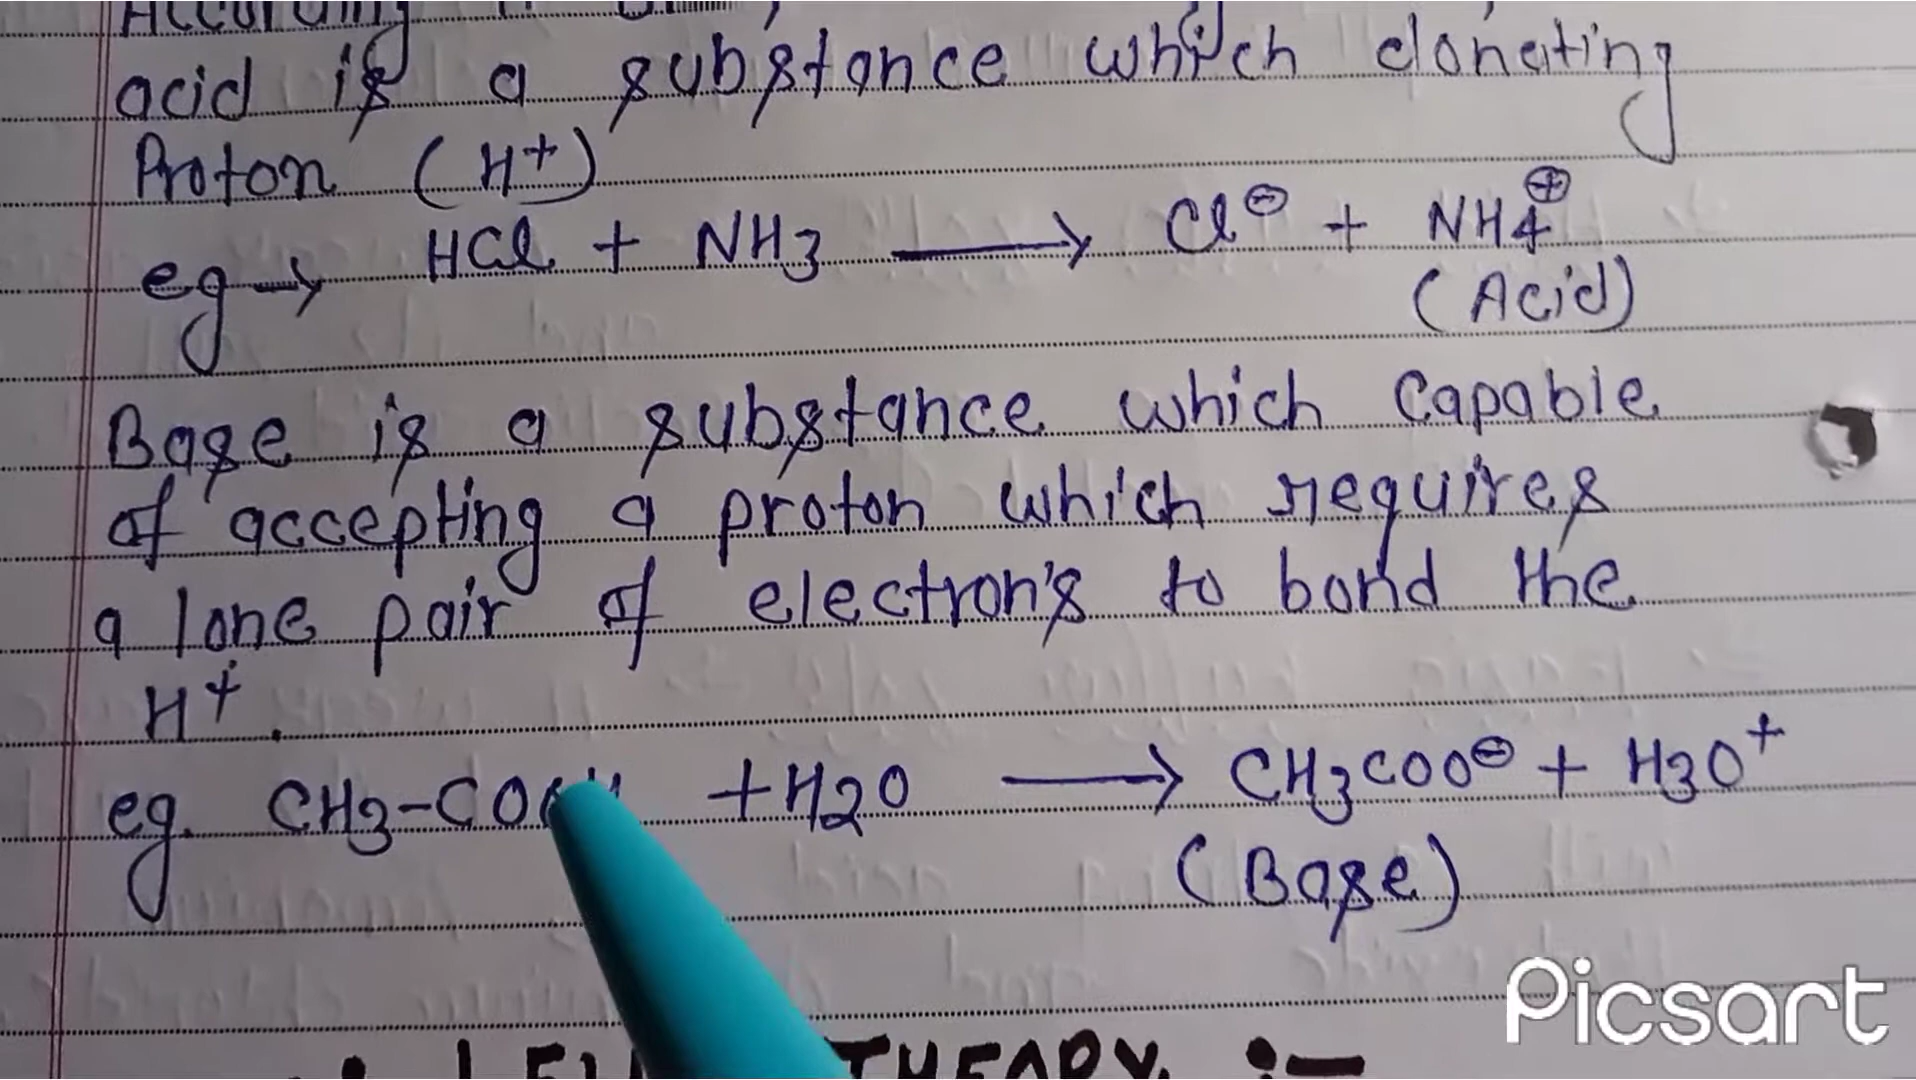 acid is a substance which donating
Proton (H+)
eg → HCl + NH3 ⟶ Cl⊖ + NH4⊕
(Acid)
Base is a substance which Capable
of accepting a proton which requires
a lone pair of electron's to bond the
H+.
eg. CH3-COOH +H2O ⟶ CH3COO⊖ + H3O+
(Base)
THEORY :-
Picsart